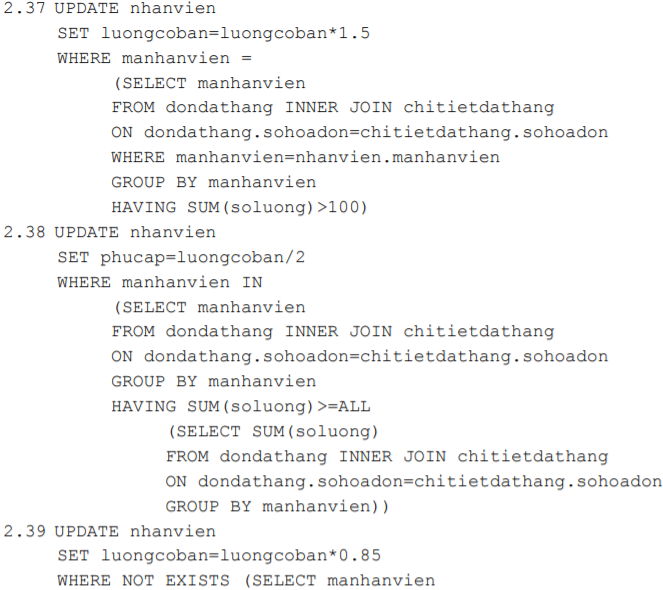 2.37 UPDATE nhanvien
SET luongcoban=luongcoban*1.5
WHERE manhanvien =
(SELECT manhanvien
FROM dondathang INNER JOIN chitietdathang
ON dondathang.sohoadon=chitietdathang.sohoadon
WHERE manhanvien=nhanvien.manhanvien
GROUP BY manhanvien
HAVING SUM(soluong)>100)
2.38 UPDATE nhanvien
SET phucap=luongcoban/2
WHERE manhanvien IN
(SELECT manhanvien
FROM dondathang INNER JOIN chitietdathang
ON dondathang.sohoadon=chitietdathang.sohoadon
GROUP BY manhanvien
HAVING SUM(soluong)>=ALL
(SELECT SUM(soluong)
FROM dondathang INNER JOIN chitietdathang
ON dondathang.sohoadon=chitietdathang.sohoadon
GROUP BY manhanvien))
2.39 UPDATE nhanvien
SET luongcoban=luongcoban*0.85
WHERE NOT EXISTS (SELECT manhanvien